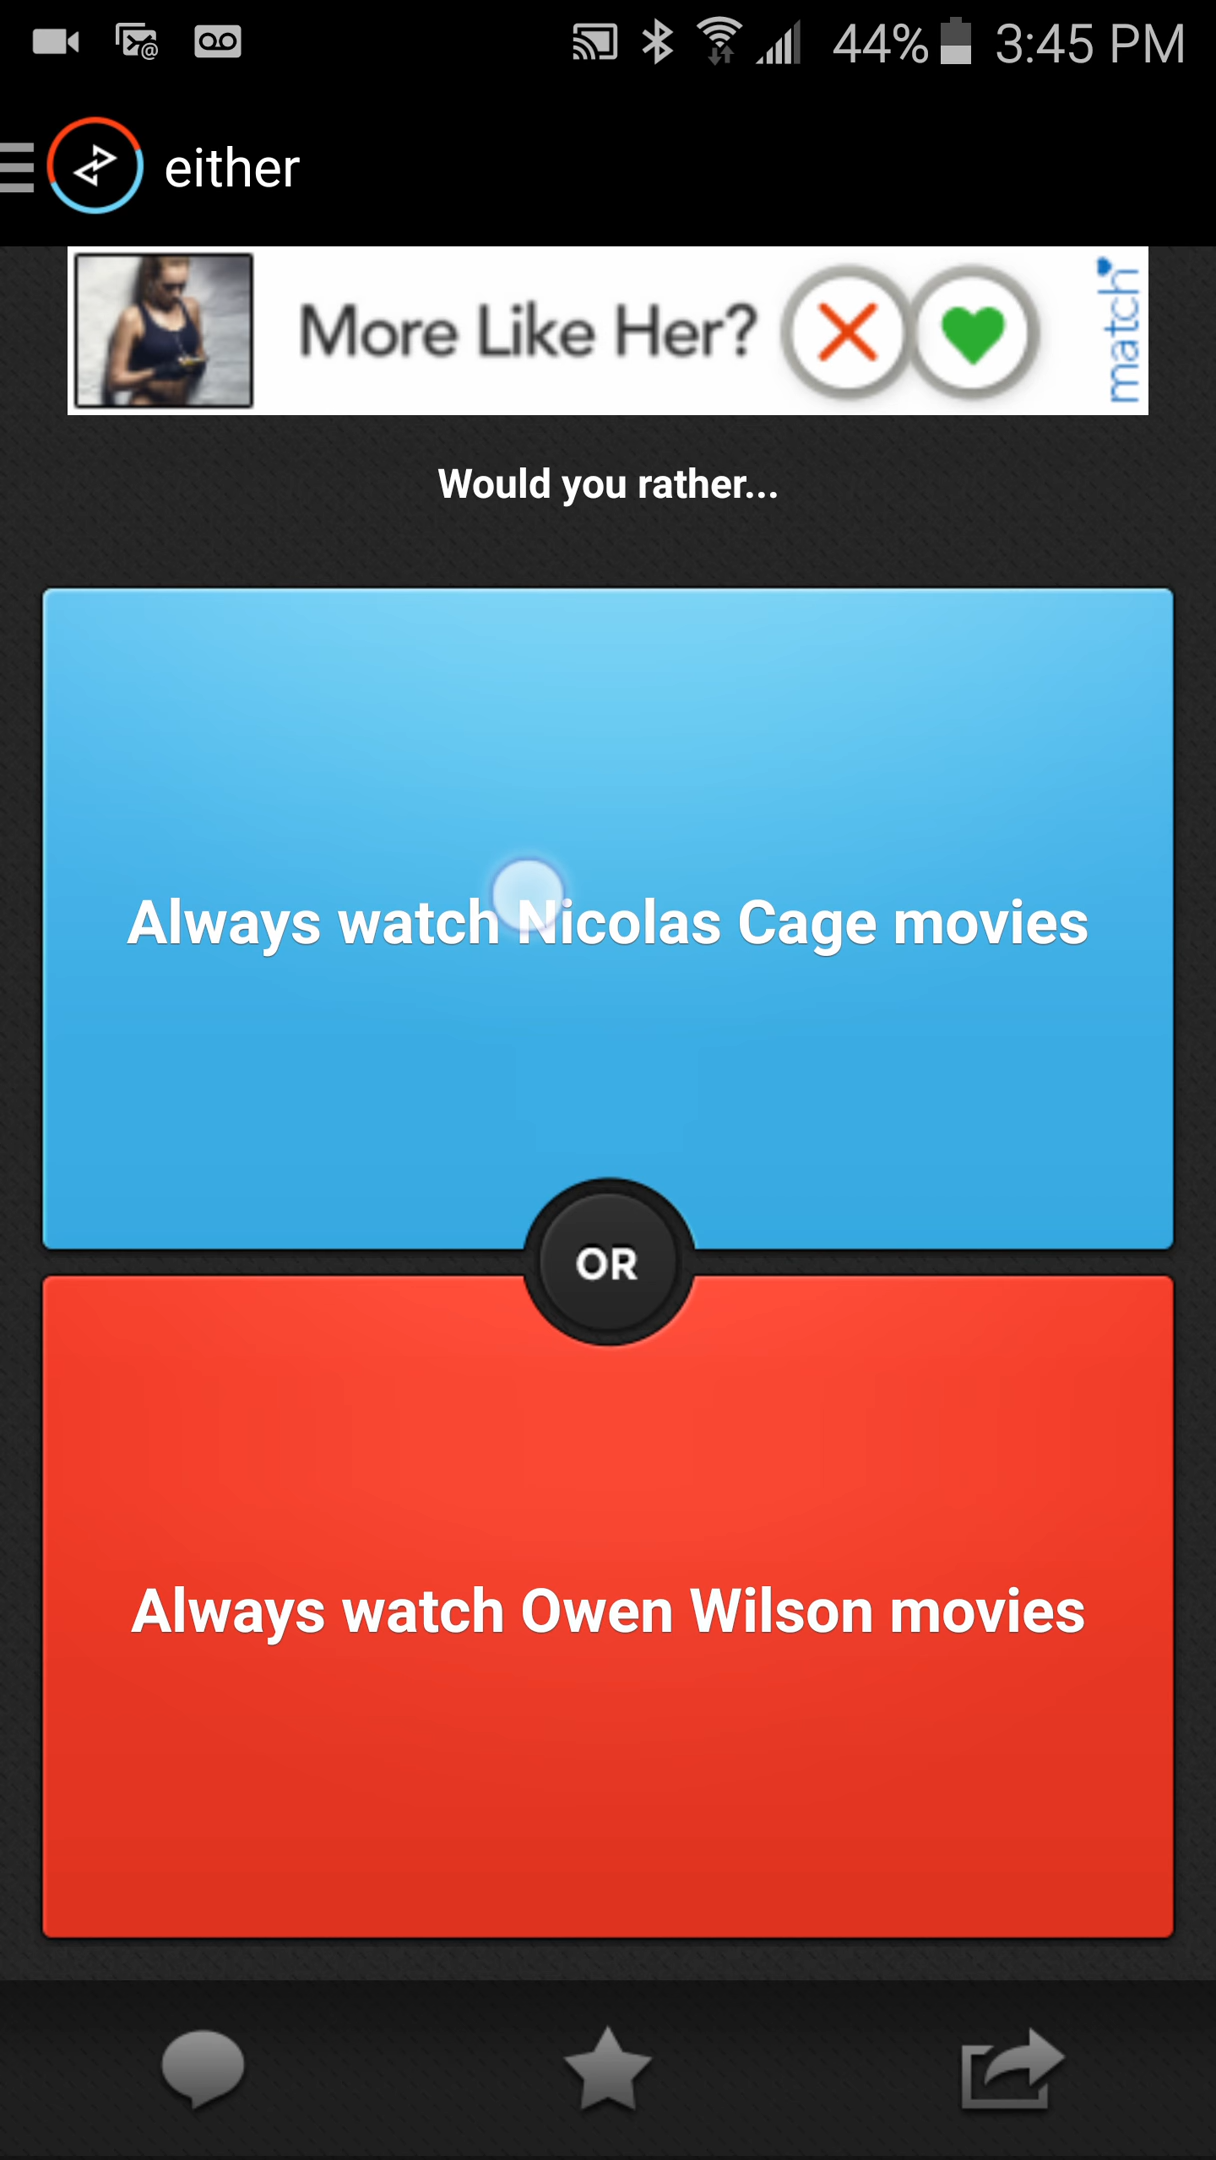 44% 3:45 PM
either
More Like Her?
match
Would you rather...
Always watch Nicolas Cage movies
OR
Always watch Owen Wilson movies